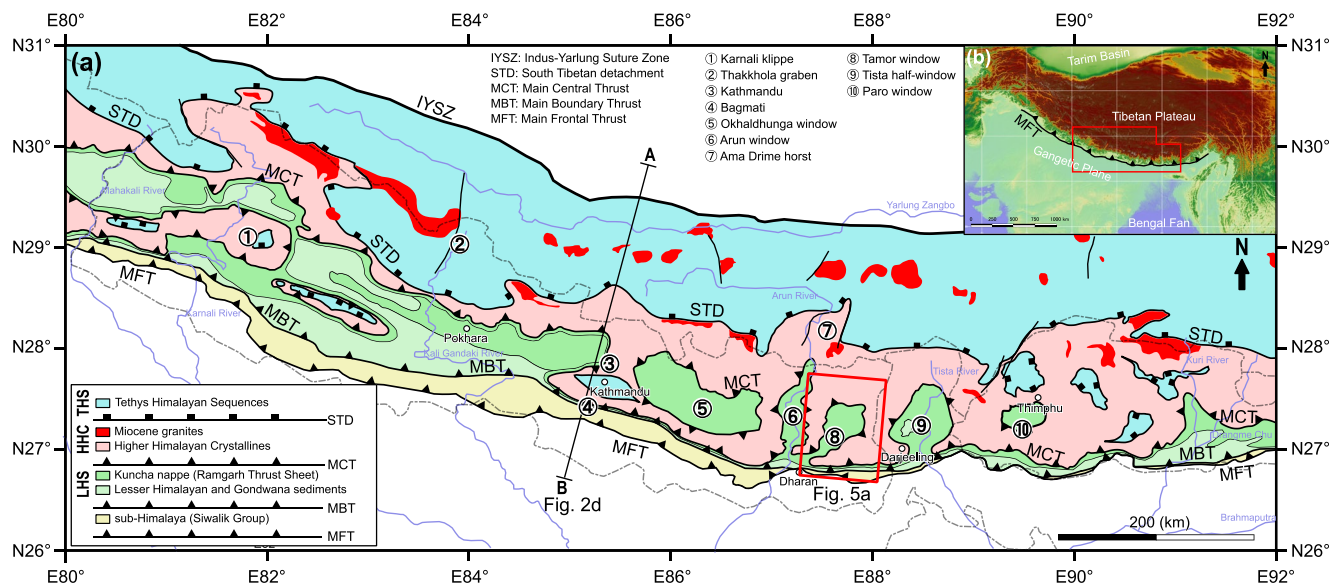 E80° E82° E84° E86° E88° E90° E92°
N31° N31°
(a)
IYSZ: Indus-Yarlung Suture Zone
STD: South Tibetan detachment
MCT: Main Central Thrust
MBT: Main Boundary Thrust
MFT: Main Frontal Thrust
① Karnali klippe
② Thakkhola graben
③ Kathmandu
④ Bagmati
⑤ Okhaldhunga window
⑥ Arun window
⑦ Ama Drime horst
⑧ Tamor window
⑨ Tista half-window
⑩ Paro window
(b)
Tarim Basin
N
Tibetan Plateau
MFT
Gangetic Plane
Bengal Fan
0 250 500 750 1000 km
IYSZ
STD
N30° N30°
A
MCT
Mahakali River
Yarlung Zangbo
N29° N29°
①
②
STD
N
MFT
Arun River
Karnali River
MBT
STD
⑦
STD
Pokhara
N28° N28°
Kali Gandaki River
MBT
③
MCT
Tista River
Kuri River
Kathmandu
④
⑤
⑥
⑧
⑨
Thimphu
⑩
MCT
MFT
Darjeeling
MCT
MBT
MFT
N27° N27°
Dharan
B
Fig. 2d
Fig. 5a
Brahmaputra
200 (km)
THS
Tethys Himalayan Sequences
STD
HHC
Miocene granites
Higher Himalayan Crystallines
MCT
LHS
Kuncha nappe (Ramgarh Thrust Sheet)
Lesser Himalayan and Gondwana sediments
MBT
sub-Himalaya (Siwalik Group)
MFT
N26° N26°
E80° E82° E84° E86° E88° E90° E92°